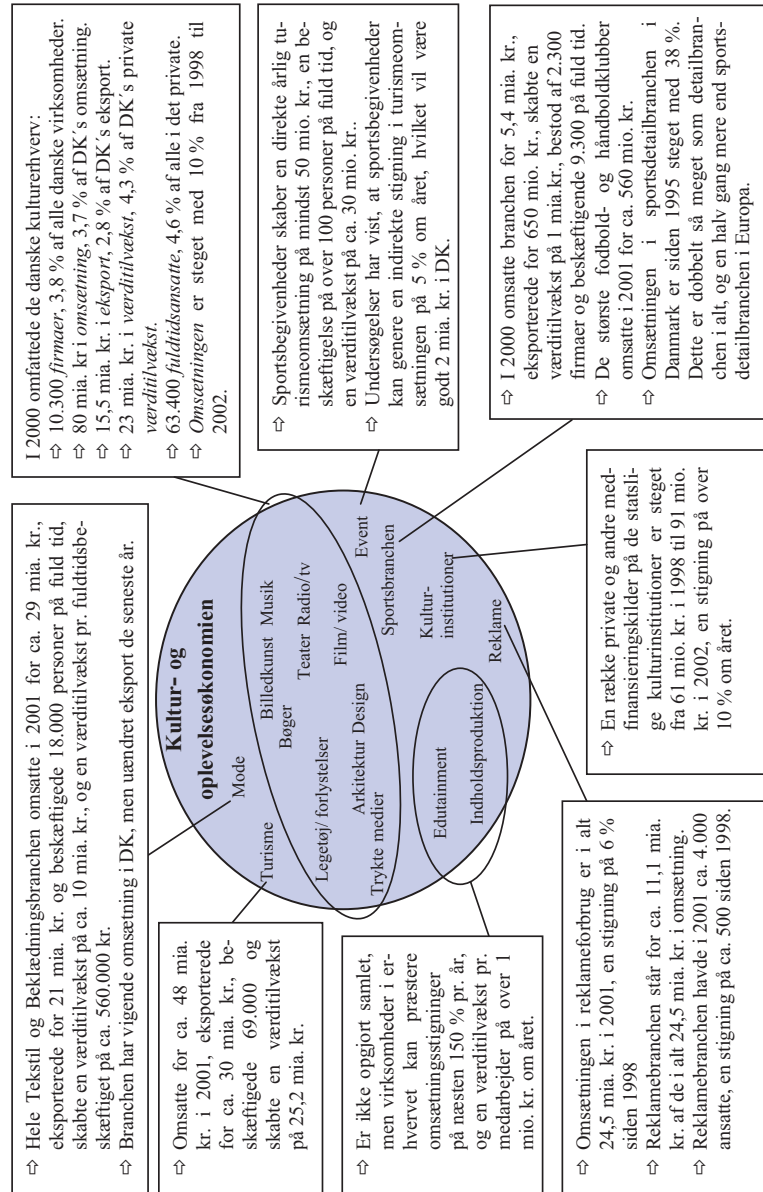 ⇨ Hele Tekstil og Beklædningsbranchen omsatte i 2001 for ca. 29 mia. kr.,
eksporterede for 21 mia. kr. og beskæftigede 18.000 personer på fuld tid,
skabte en værditilvækst på ca. 10 mia. kr., og en værditilvækst pr. fuldtidsbe-
skæftiget på ca. 560.000 kr.
⇨ Branchen har vigende omsætning i DK, men uændret eksport de seneste år.
I 2000 omfattede de danske kulturerhverv:
⇨ 10.300 firmaer, 3,8 % af alle danske virksomheder.
⇨ 80 mia. kr i omsætning, 3,7 % af DK´s omsætning.
⇨ 15,5 mia. kr. i eksport, 2,8 % af DK´s eksport.
⇨ 23 mia. kr. i værditilvækst, 4,3 % af DK´s private
værditilvækst.
⇨ 63.400 fuldtidsansatte, 4,6 % af alle i det private.
⇨ Omsætningen er steget med 10 % fra 1998 til
2002.
⇨ Omsatte for ca. 48 mia.
kr. i 2001, eksporterede
for ca. 30 mia. kr., be-
skæftigede 69.000 og
skabte en værditilvækst
på 25,2 mia. kr.
Kultur- og
oplevelsesøkonomien
Mode
Turisme
Billedkunst Musik
Bøger
Teater Radio/tv
Legetøj/ forlystelser
Film/ video
Arkitektur Design
Trykte medier
Event
Sportsbranchen
Kultur-
institutioner
Edutainment
Indholdsproduktion
Reklame
⇨ Sportsbegivenheder skaber en direkte årlig tu-
rismeomsætning på mindst 50 mio. kr., en be-
skæftigelse på over 100 personer på fuld tid, og
en værditilvækst på ca. 30 mio. kr..
⇨ Undersøgelser har vist, at sportsbegivenheder
kan genere en indirekte stigning i turismeom-
sætningen på 5 % om året, hvilket vil være
godt 2 mia. kr. i DK.
⇨ Er ikke opgjort samlet,
men virksomheder i er-
hvervet kan præstere
omsætningsstigninger
på næsten 150 % pr. år,
og en værditilvækst pr.
medarbejder på over 1
mio. kr. om året.
⇨ I 2000 omsatte branchen for 5,4 mia. kr.,
eksporterede for 650 mio. kr., skabte en
værditilvækst på 1 mia.kr., bestod af 2.300
firmaer og beskæftigende 9.300 på fuld tid.
⇨ De største fodbold- og håndboldklubber
omsatte i 2001 for ca. 560 mio. kr.
⇨ Omsætningen i sportsdetailbranchen i
Danmark er siden 1995 steget med 38 %.
Dette er dobbelt så meget som detailbran-
chen i alt, og en halv gang mere end sports-
detailbranchen i Europa.
⇨ Omsætningen i reklameforbrug er i alt
24,5 mia. kr. i 2001, en stigning på 6 %
siden 1998
⇨ Reklamebranchen står for ca. 11,1 mia.
kr. af de i alt 24,5 mia. kr. i omsætning.
⇨ Reklamebranchen havde i 2001 ca. 4.000
ansatte, en stigning på ca. 500 siden 1998.
⇨ En række private og andre med-
finansieringskilder på de statsli-
ge kulturinstitutioner er steget
fra 61 mio. kr. i 1998 til 91 mio.
kr. i 2002, en stigning på over
10 % om året.